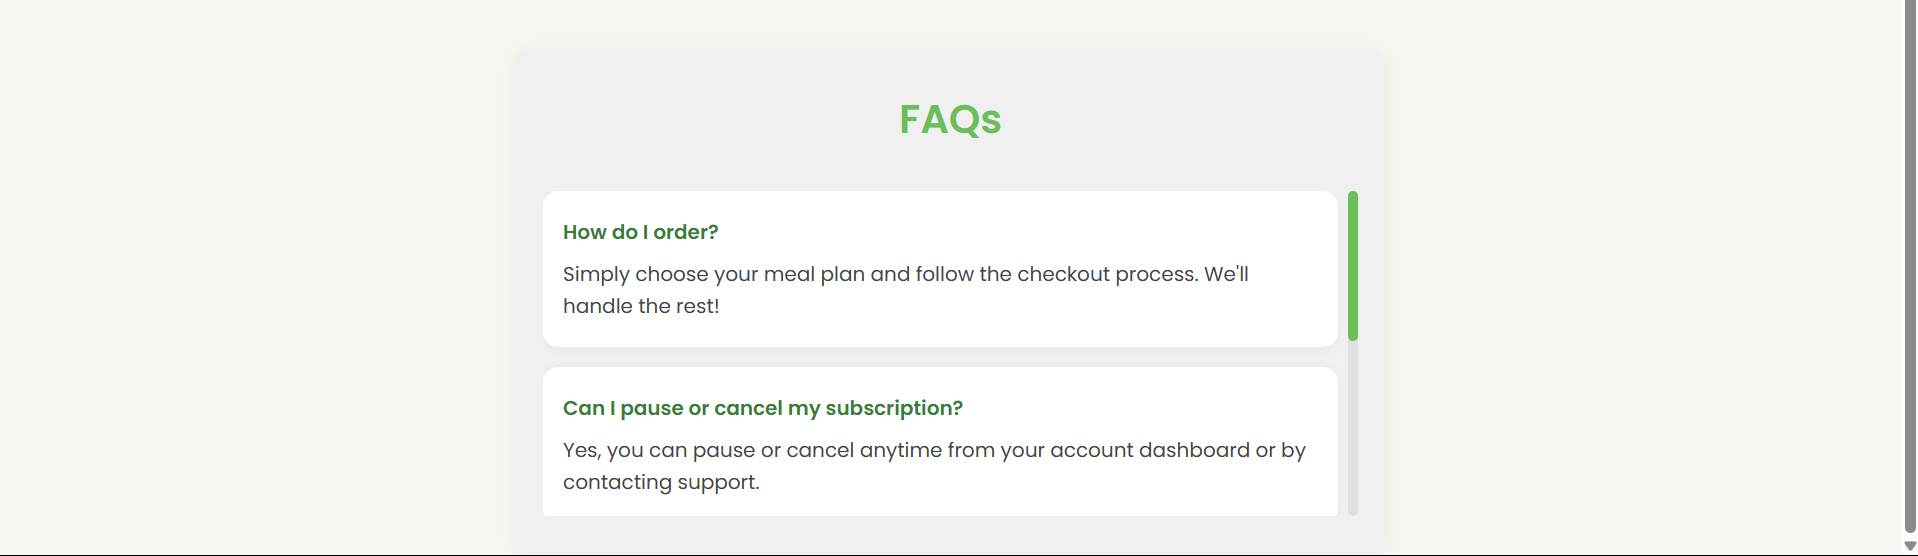 FAQs
How do I order?
Simply choose your meal plan and follow the checkout process. We'll
handle the rest!
Can I pause or cancel my subscription?
Yes, you can pause or cancel anytime from your account dashboard or by
contacting support.